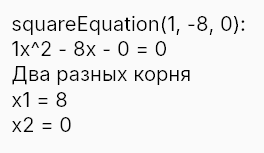 squareEquation(1, -8, 0):
1x^2 - 8x - 0 = 0
Два разных корня
x1 = 8
x2 = 0